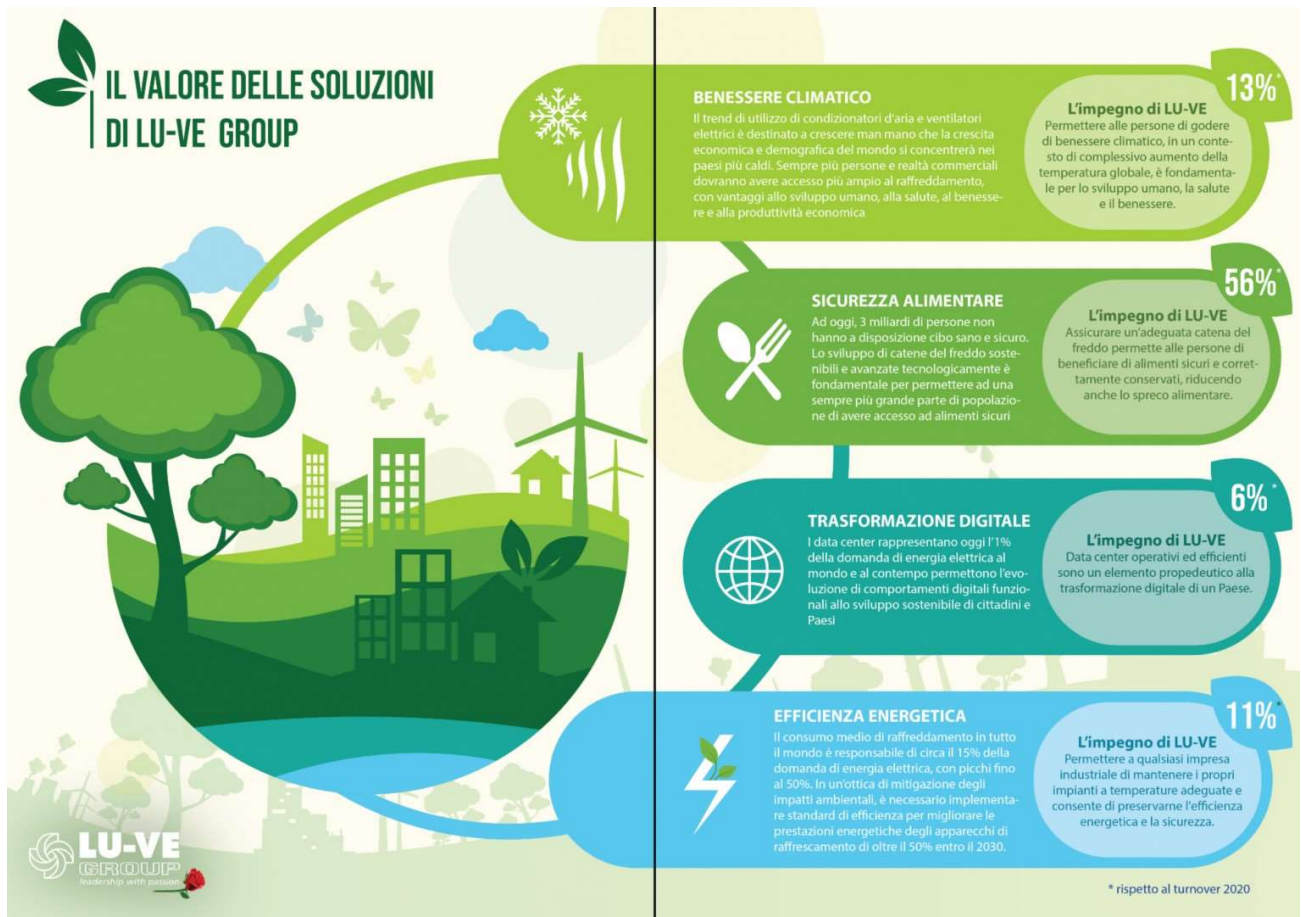 IL VALORE DELLE SOLUZIONI
DI LU-VE GROUP
BENESSERE CLIMATICO
Il trend di utilizzo di condizionatori d'aria e ventilatori
elettrici è destinato a crescere man mano che la crescita
economica e demografica del mondo si concentrerà nei
paesi più caldi. Sempre più persone e realtà commerciali
dovranno avere accesso più ampio al raffreddamento,
con vantaggi allo sviluppo umano, alla salute, al benesse-
re e alla produttività economica
13%*
L'impegno di LU-VE
Permettere alle persone di godere
di benessere climatico, in un conte-
sto di complessivo aumento della
temperatura globale, è fondamenta-
le per lo sviluppo umano, la salute
e il benessere.
SICUREZZA ALIMENTARE
Ad oggi, 3 miliardi di persone non
hanno a disposizione cibo sano e sicuro.
Lo sviluppo di catene del freddo soste-
nibili e avanzate tecnologicamente è
fondamentale per permettere ad una
sempre più grande parte di popolazio-
ne di avere accesso ad alimenti sicuri
56%*
L'impegno di LU-VE
Assicurare un'adeguata catena del
freddo permette alle persone di
beneficiare di alimenti sicuri e corret-
tamente conservati, riducendo
anche lo spreco alimentare.
TRASFORMAZIONE DIGITALE
I data center rappresentano oggi l'1%
della domanda di energia elettrica al
mondo e al contempo permettono l'evo-
luzione di comportamenti digitali funzio-
nali allo sviluppo sostenibile di cittadini e
Paesi
6% *
L'impegno di LU-VE
Data center operativi ed efficienti
sono un elemento propedeutico alla
trasformazione digitale di un Paese.
EFFICIENZA ENERGETICA
Il consumo medio di raffreddamento in tutto
il mondo è responsabile di circa il 15% della
domanda di energia elettrica, con picchi fino
al 50%. In un'ottica di mitigazione degli
impatti ambientali, è necessario implementa-
re standard di efficienza per migliorare le
prestazioni energetiche degli apparecchi di
raffrescamento di oltre il 50% entro il 2030.
11%*
L'impegno di LU-VE
Permettere a qualsiasi impresa
industriale di mantenere i propri
impianti a temperature adeguate e
consente di preservarne l'efficienza
energetica e la sicurezza.
LU-VE
GROUP
leadership with passion
* rispetto al turnover 2020